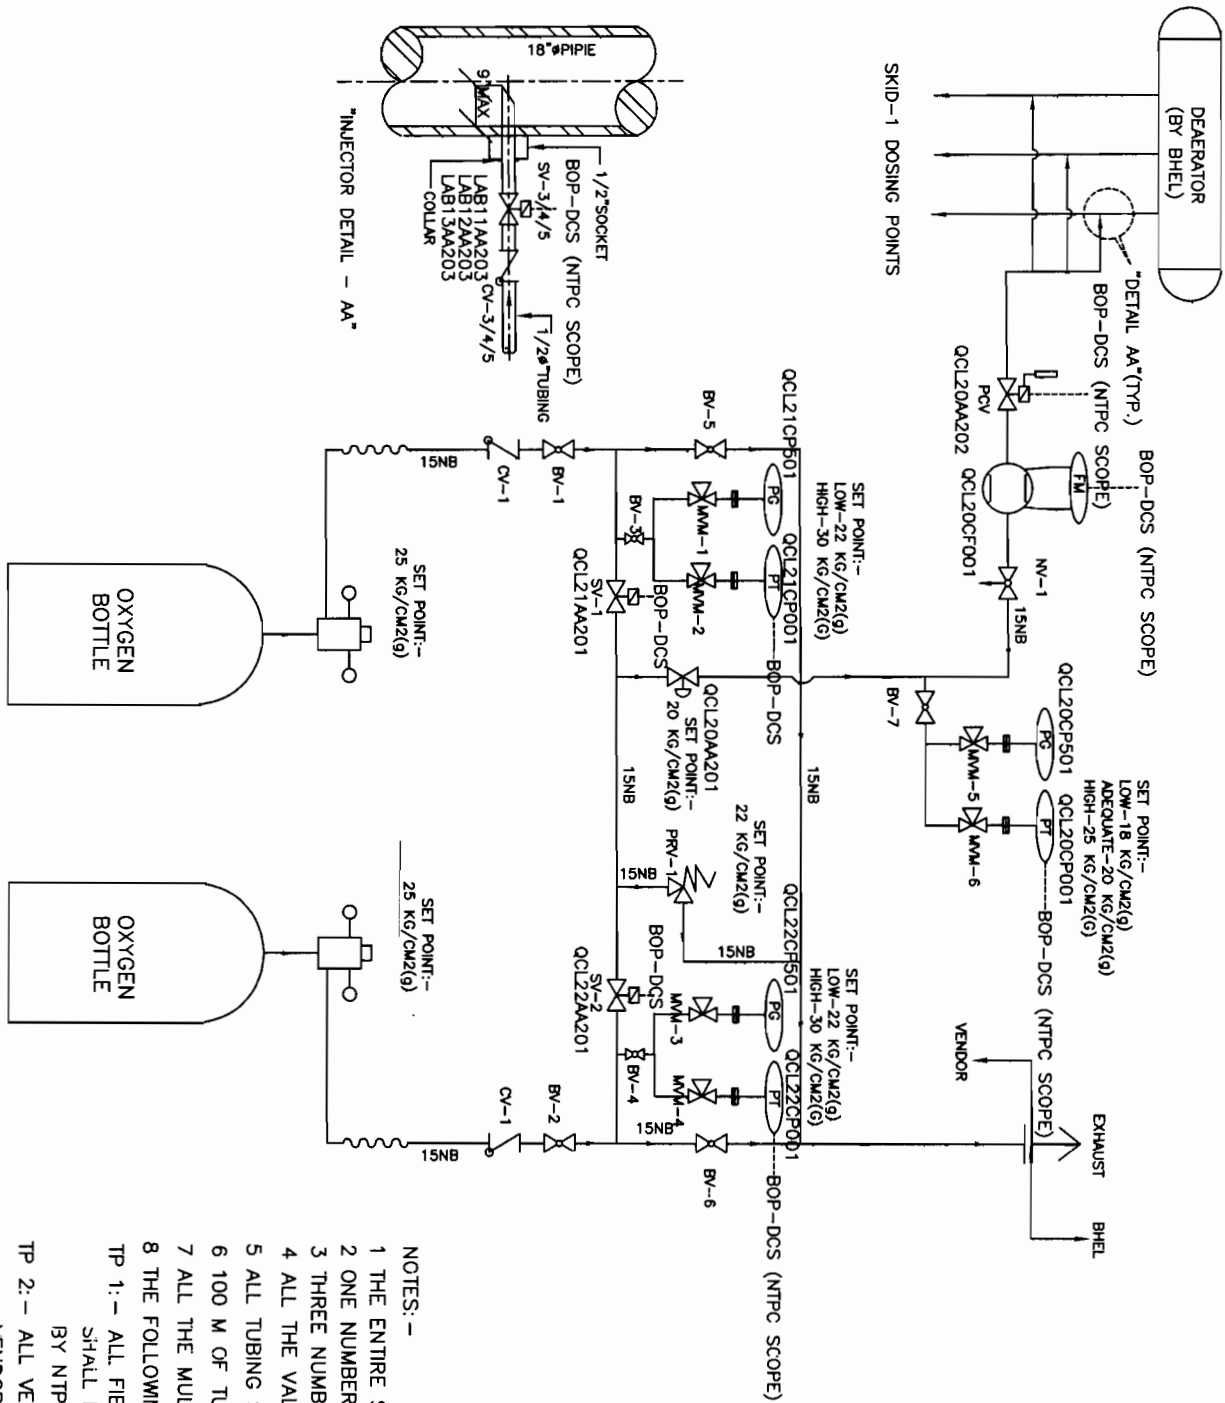 DEAERATOR
(BY BHEL)
SKID-1 DOSING POINTS
"DETAIL AA"(TYP.)
BOP-DCS (NTPC SCOPE)
PCV
QCL20AA202
BOP-DCS (NTPC SCOPE)
FM
QCL20CF001
NV-1
15NB
18"øPIPIE
9"MAX
1/2"SOCKET
BOP-DCS (NTPC SCOPE)
SV-3/4/5
LAB11AA203
LAB12AA203
LAB13AA203
COLLAR
CV-3/4/5
1/2ø"TUBING
"INJECTOR DETAIL - AA"
QCL20CP501
PG
MVM-5
BV-7
SET POINT:-
LOW-18 KG/CM2(g)
ADEQUATE-20 KG/CM2(g)
HIGH-25 KG/CM2(G)
QCL20CP001
PT
MVM-6
BOP-DCS (NTPC SCOPE)
QCL21CP501
PG
MVM-1
BV-5
SET POINT:-
LOW-22 KG/CM2(g)
HIGH-30 KG/CM2(G)
QCL21CP001
PT
MVM-2
BOP-DCS
BV-3
SV-1
QCL21AA201
BOP-DCS
QCL20AA201
SET POINT:-
20 KG/CM2(g)
15NB
15NB
SET POINT:-
22 KG/CM2(g)
PRV-1
15NB
15NB
QCL22CP501
PG
MVM-3
SET POINT:-
LOW-22 KG/CM2(g)
HIGH-30 KG/CM2(G)
QCL22CP001
PT
MVM-4
BOP-DCS (NTPC SCOPE)
BOP-DCS
SV-2
QCL22AA201
BV-4
15NB
BV-6
VENDOR
EXHAUST
BHEL
BV-1
CV-1
15NB
SET POINT:-
25 KG/CM2(g)
OXYGEN
BOTTLE
BV-2
CV-1
15NB
SET POINT:-
25 KG/CM2(g)
OXYGEN
BOTTLE
NOTES:-
1 THE ENTIRE
2 ONE NUMBER
3 THREE NUMB
4 ALL THE VAL
5 ALL TUBING
6 100 M OF TU
7 ALL THE MUL
8 THE FOLLOWIN
TP 1:- ALL FIE
SHALL
BY NTP
TP 2:- ALL VE